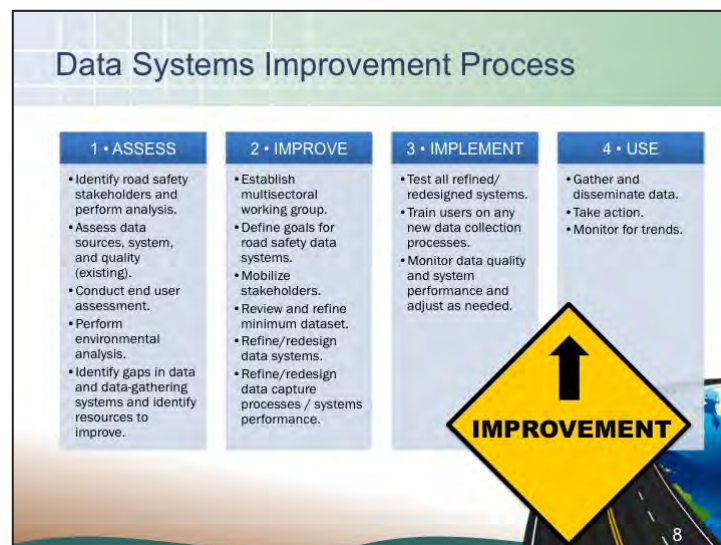 Data Systems Improvement Process
1 • ASSESS
• Identify road safety
stakeholders and
perform analysis.
• Assess data
sources, system,
and quality
(existing).
• Conduct end user
assessment.
• Perform
environmental
analysis.
• Identify gaps in data
and data-gathering
systems and identify
resources to
improve.
2 • IMPROVE
• Establish
multisectoral
working group.
• Define goals for
road safety data
systems.
• Mobilize
stakeholders.
• Review and refine
minimum dataset.
• Refine/redesign
data systems.
• Refine/redesign
data capture
processes / systems
performance.
3 • IMPLEMENT
• Test all refined/
redesigned systems.
• Train users on any
new data collection
processes.
• Monitor data quality
and system
performance and
adjust as needed.
4 • USE
• Gather and
disseminate data.
• Take action.
• Monitor for trends.
IMPROVEMENT
8